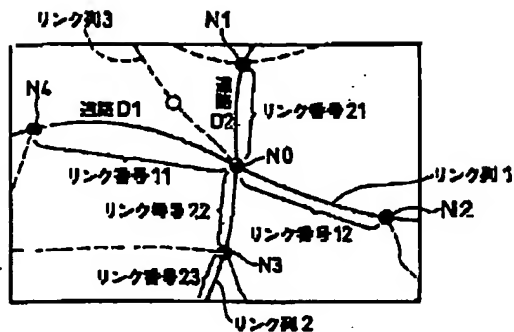 リンク列3
N1
N4
道路D1
道路D2
リンク番号21
N0
リンク番号11
リンク列1
リンク番号22
N2
リンク番号12
N3
リンク番号23
リンク列2